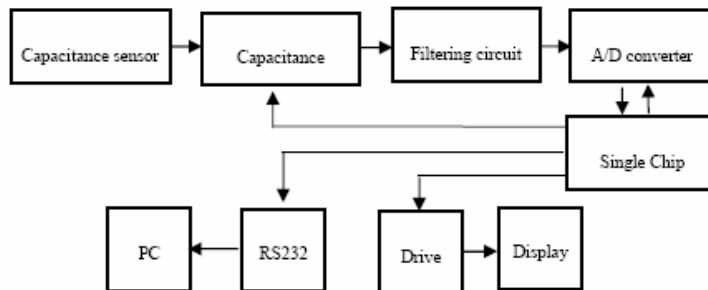 Capacitance sensor
Capacitance
Filtering circuit
A/D converter
Single Chip
PC
RS232
Drive
Display